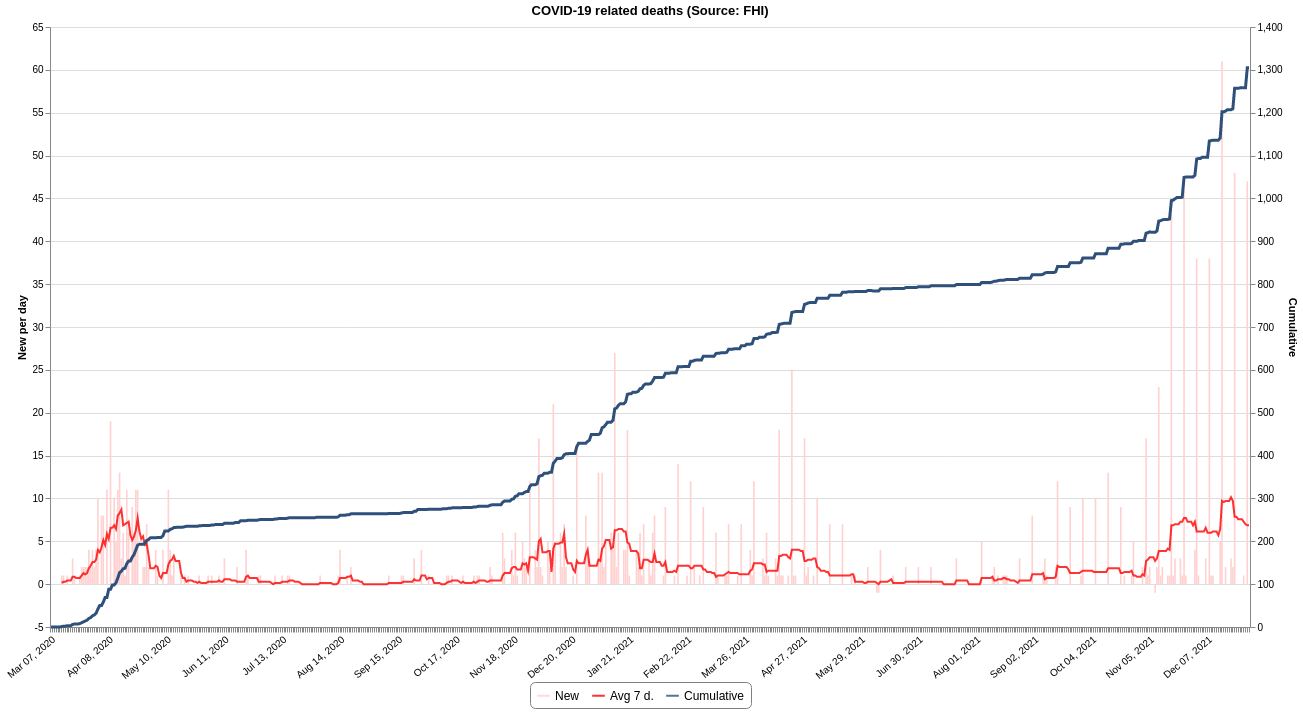 COVID-19 related deaths (Source: FHI)
65
60
55
50
45
40
35
30
25
20
15
10
5
0
-5
New per day
1,400
1,300
1,200
1,100
1,000
900
800
700
600
500
400
300
200
100
0
Cumulative
Mar 07, 2020
Apr 08, 2020
May 10, 2020
Jun 11, 2020
Jul 13, 2020
Aug 14, 2020
Sep 15, 2020
Oct 17, 2020
Nov 18, 2020
Dec 20, 2020
Jan 21, 2021
Feb 22, 2021
Mar 26, 2021
Apr 27, 2021
May 29, 2021
Jun 30, 2021
Aug 01, 2021
Sep 02, 2021
Oct 04, 2021
Nov 05, 2021
Dec 07, 2021
New Avg 7 d. Cumulative